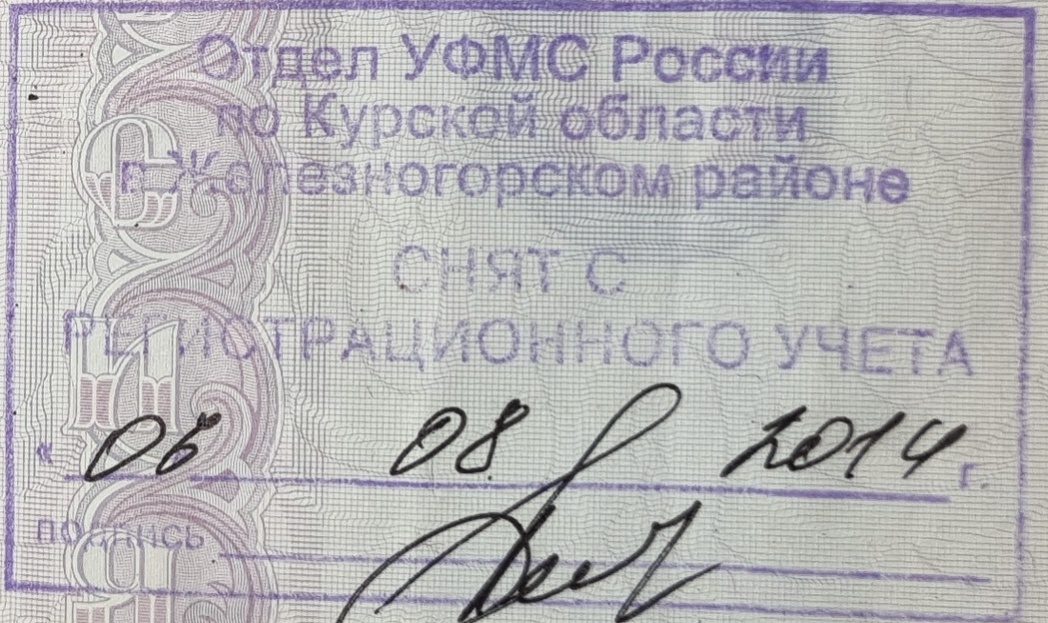 Отдел УФМС России
по Курской области
в Железногорском районе
СНЯТ С
РЕГИСТРАЦИОННОГО УЧЕТА
« 06 08 2014 г.
подпись